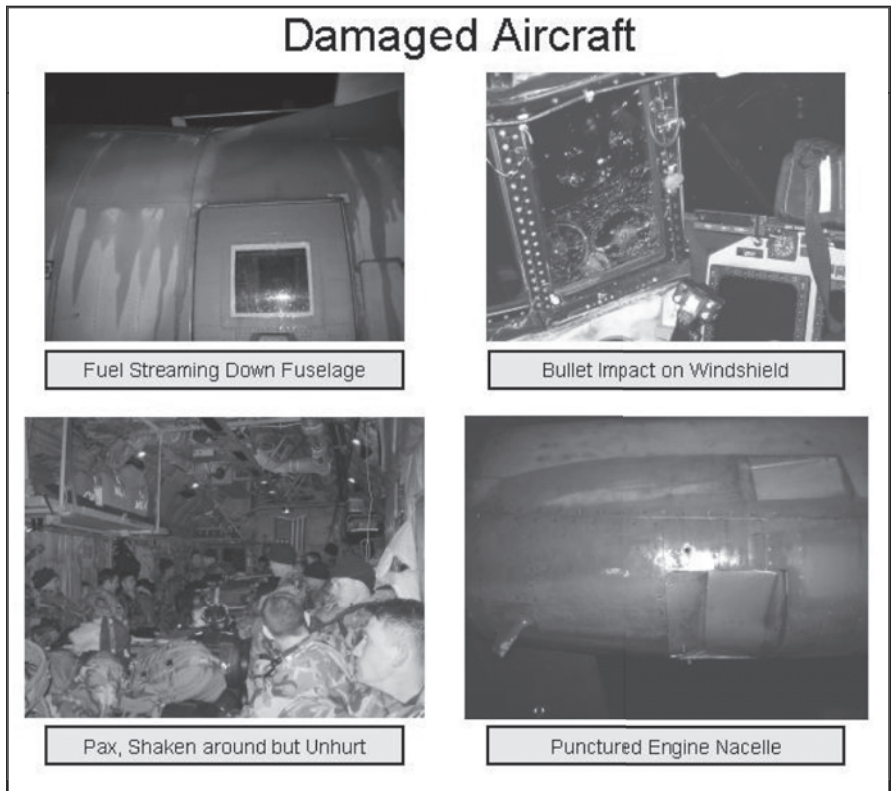 Damaged Aircraft
Fuel Streaming Down Fuselage
Bullet Impact on Windshield
Pax, Shaken around but Unhurt
Punctured Engine Nacelle